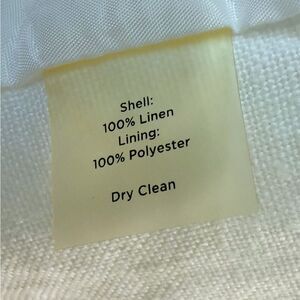 Shell:
100% Linen
Lining:
100% Polyester
Dry Clean